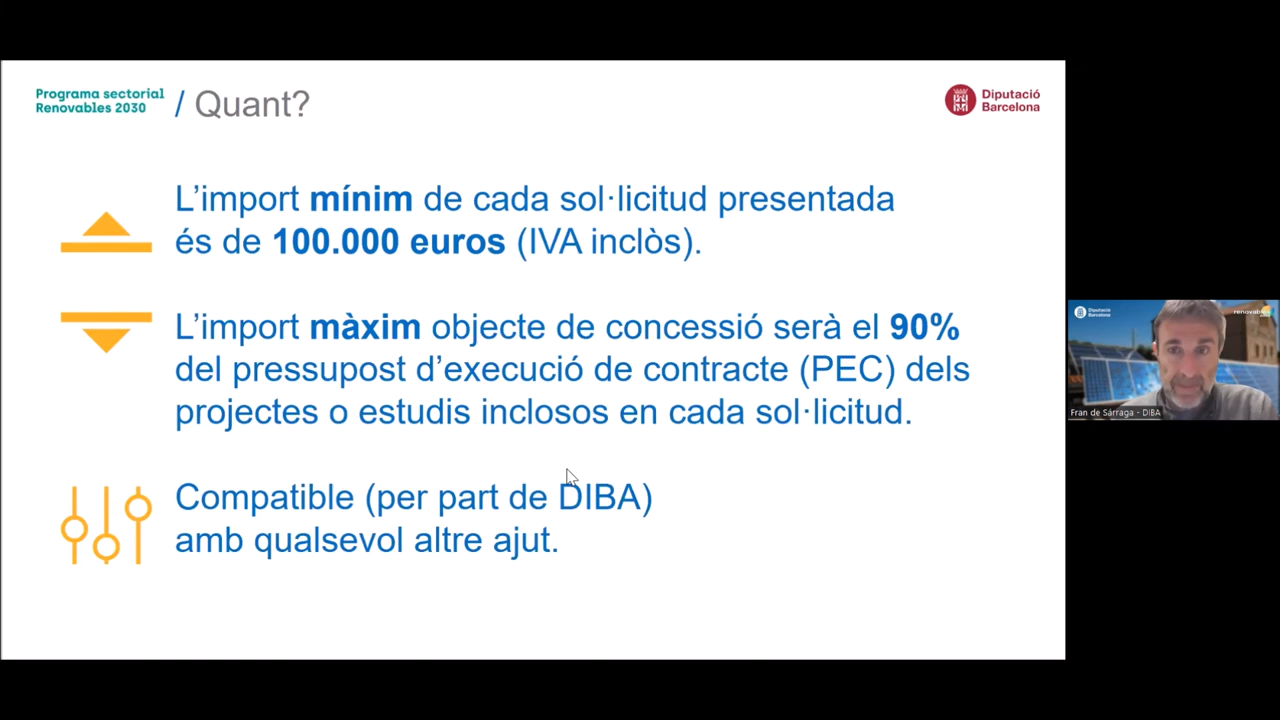 Programa sectorial
Renovables 2030
/ Quant?
Diputació
Barcelona
L’import mínim de cada sol·licitud presentada
és de 100.000 euros (IVA inclòs).
L’import màxim objecte de concessió serà el 90%
del pressupost d’execució de contracte (PEC) dels
projectes o estudis inclosos en cada sol·licitud.
Compatible (per part de DIBA)
amb qualsevol altre ajut.
Diputació
Barcelona
Fran de Sárraga - DIBA